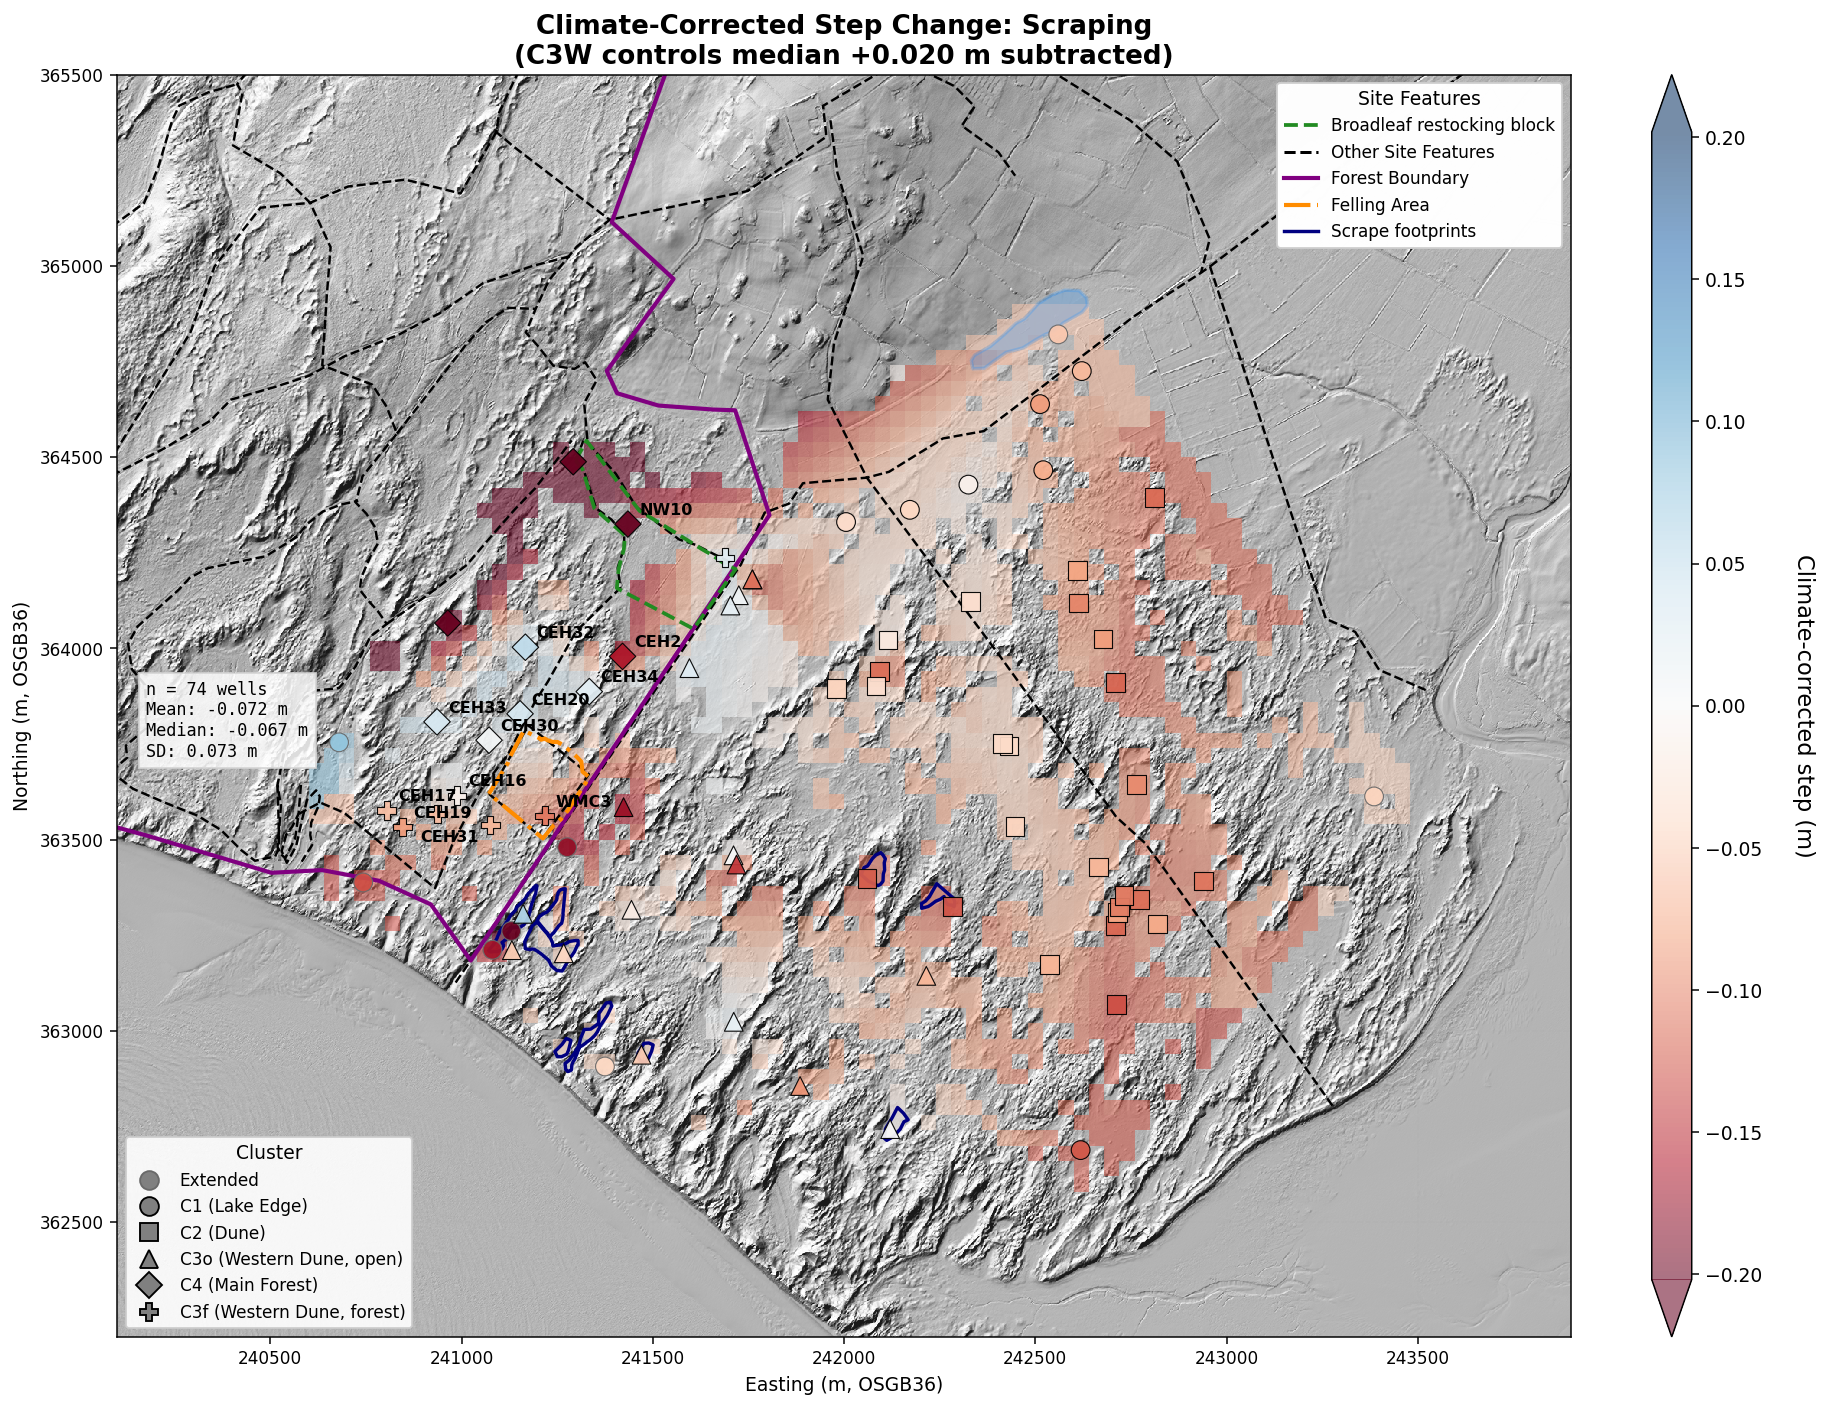 Climate-Corrected Step Change: Scraping
(C3W controls median +0.020 m subtracted)
365500
365000
364500
364000
363500
363000
362500
Northing (m, OSGB36)
240500
241000
241500
242000
242500
243000
243500
Easting (m, OSGB36)
Site Features
Broadleaf restocking block
Other Site Features
Forest Boundary
Felling Area
Scrape footprints
NW10
CEH32
CEH2
CEH34
CEH20
CEH33
CEH30
CEH16
CEH17
WMC3
CEH19
CEH31
n = 74 wells
Mean: -0.072 m
Median: -0.067 m
SD: 0.073 m
Cluster
Extended
C1 (Lake Edge)
C2 (Dune)
C3o (Western Dune, open)
C4 (Main Forest)
C3f (Western Dune, forest)
0.20
0.15
0.10
0.05
0.00
−0.05
−0.10
−0.15
−0.20
Climate-corrected step (m)